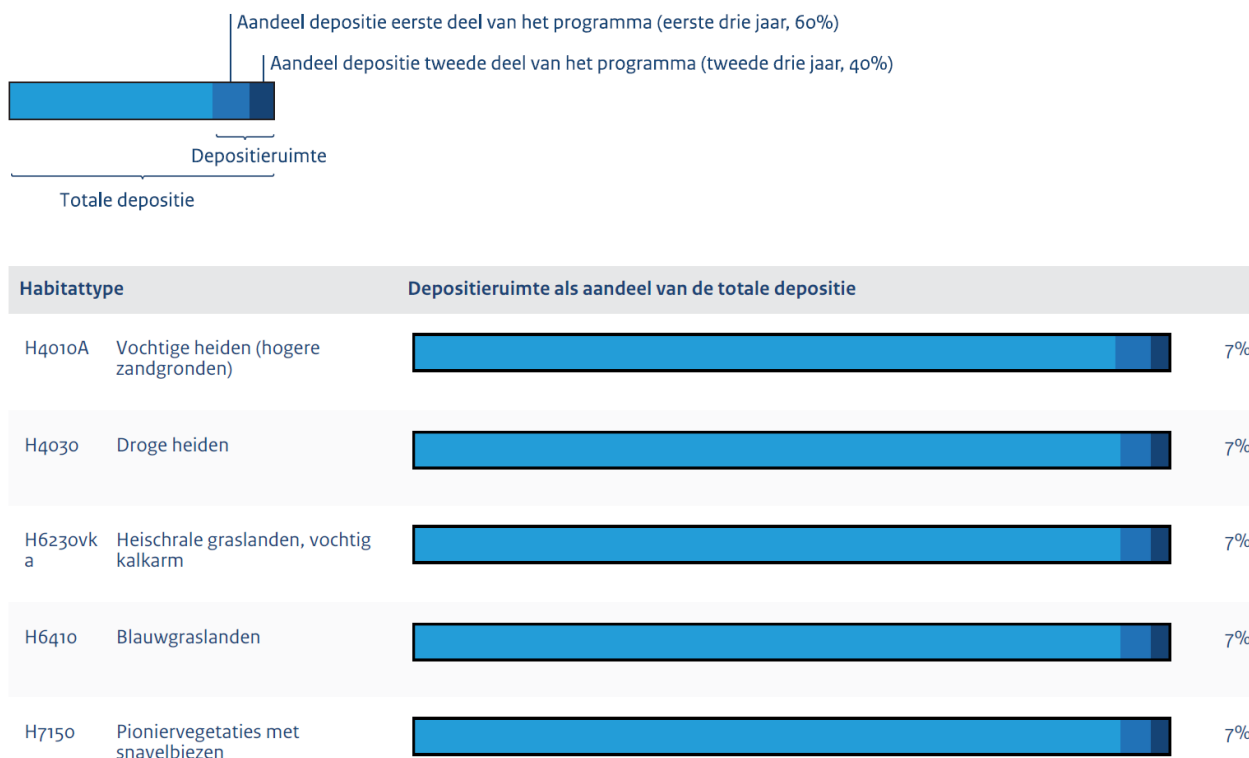 Aandeel depositie eerste deel van het programma (eerste drie jaar, 60%)
Aandeel depositie tweede deel van het programma (tweede drie jaar, 40%)
Depositieruimte
Totale depositie
Habitattype Depositieruimte als aandeel van de totale depositie
H4010A Vochtige heiden (hogere 7%
zandgronden)
H4030 Droge heiden 7%
H6230vk Heischrale graslanden, vochtig 7%
a kalkarm
H6410 Blauwgraslanden 7%
H7150 Pioniervegetaties met 7%
snavelbiezen